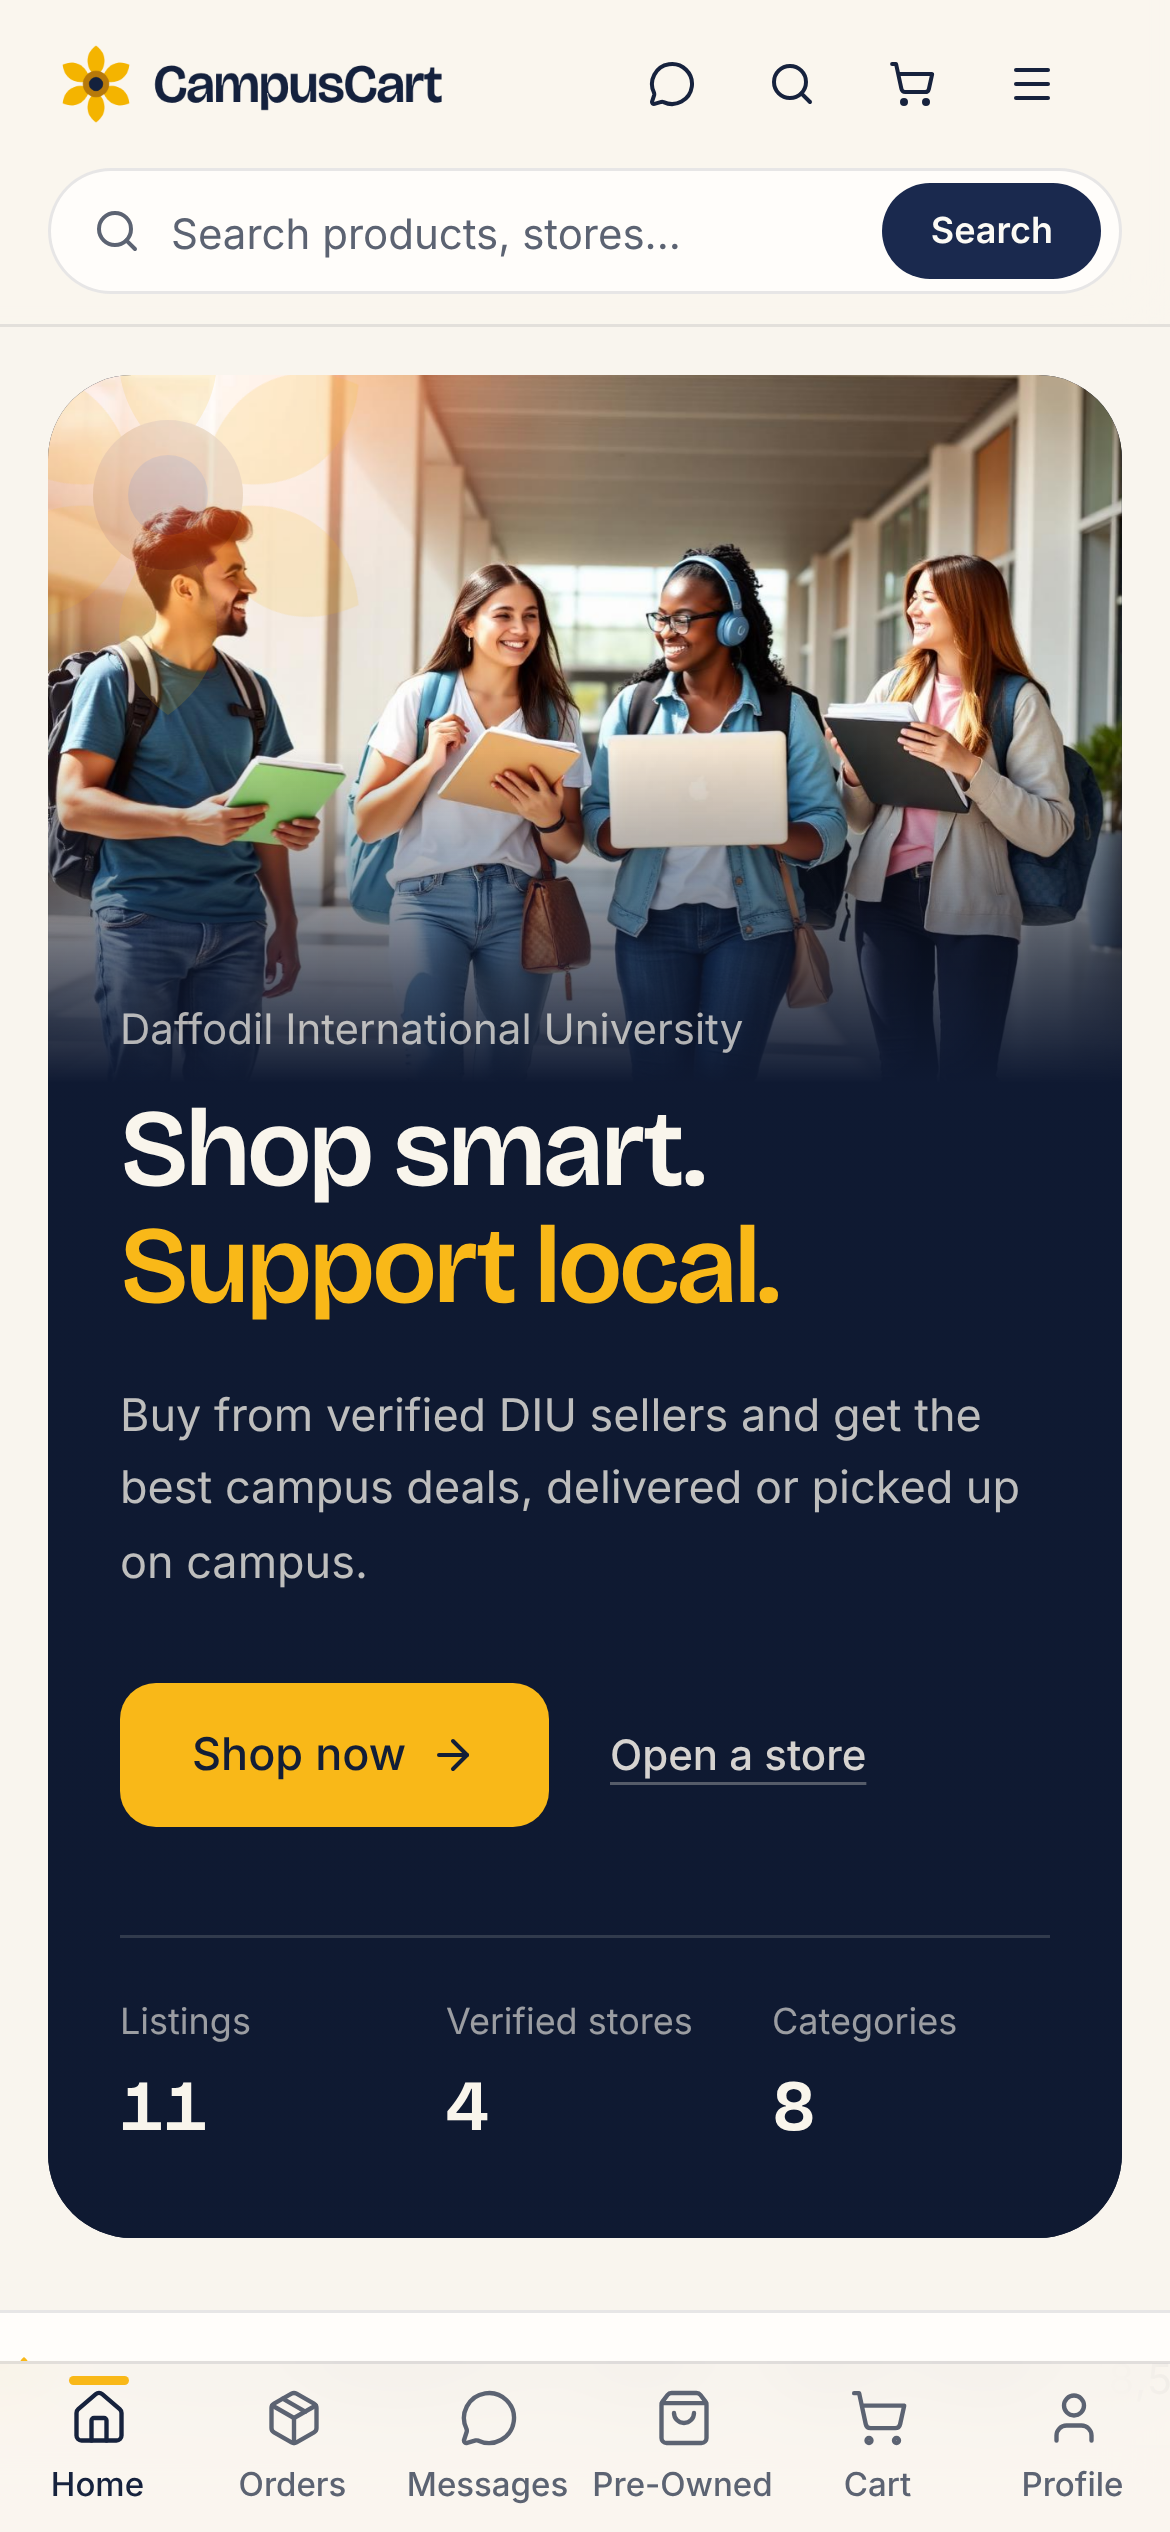 CampusCart
Search products, stores...
Search
Daffodil International University
Shop smart.
Support local.
Buy from verified DIU sellers and get the
best campus deals, delivered or picked up
on campus.
Shop now
Open a store
Listings
Verified stores
Categories
11
4
8
Home
Orders
Messages
Pre-Owned
Cart
Profile